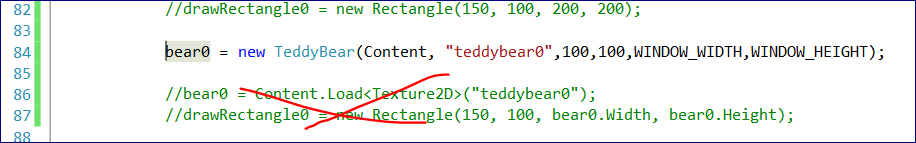 82 //drawRectangle0 = new Rectangle(150, 100, 200, 200);
83
84 bear0 = new TeddyBear(Content, "teddybear0",100,100,WINDOW_WIDTH,WINDOW_HEIGHT);
85
86 //bear0 = Content.Load<Texture2D>("teddybear0");
87 //drawRectangle0 = new Rectangle(150, 100, bear0.Width, bear0.Height);
88